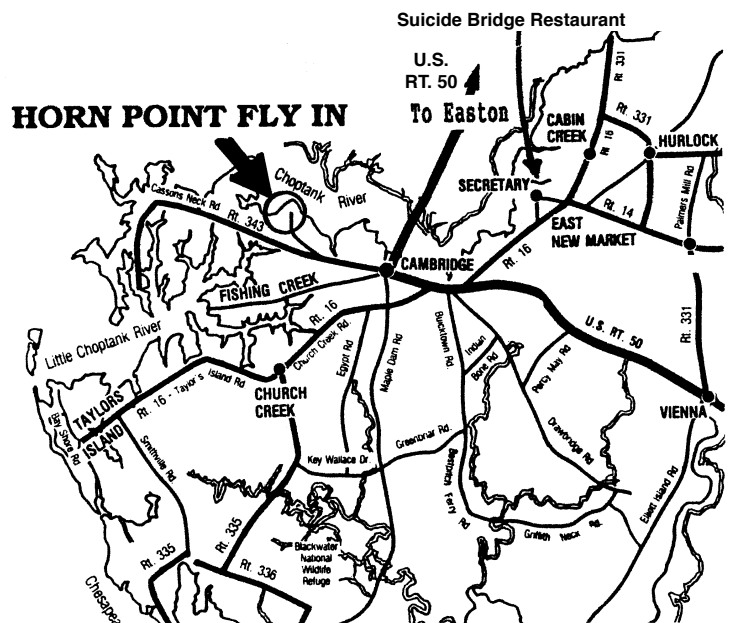 Suicide Bridge Restaurant
U.S.
RT. 50
To Easton
HORN POINT FLY IN
Rt. 331
CABIN
CREEK
Rt. 331
Rt. 16
HURLOCK
Choptank
River
SECRETARY
Cassons Neck Rd
Rt. 343
Palmers Mill Rd
Rt. 14
EAST
NEW MARKET
Rt. 16
CAMBRIDGE
FISHING CREEK
Rt. 16
Little Choptank River
Church Creek Rd
Egypt Rd
Maple Dam Rd
Bucktown Rd.
Indian
Bone Rd
U.S. RT. 50
Rt. 331
Percy May Rd
VIENNA
Rt. 16 - Taylor's Island Rd
CHURCH
CREEK
TAYLORS
ISLAND
Bay Shore Rd
Smithville Rd
Key Wallace Dr.
Greenbriar Rd.
Drawbridge Rd
Bestpitch Ferry Rd
Griffith Neck Rd.
Elliott Island Rd
Rt. 335
Rt. 335
Rt. 336
Blackwater
National
Wildlife
Refuge
Chesapea